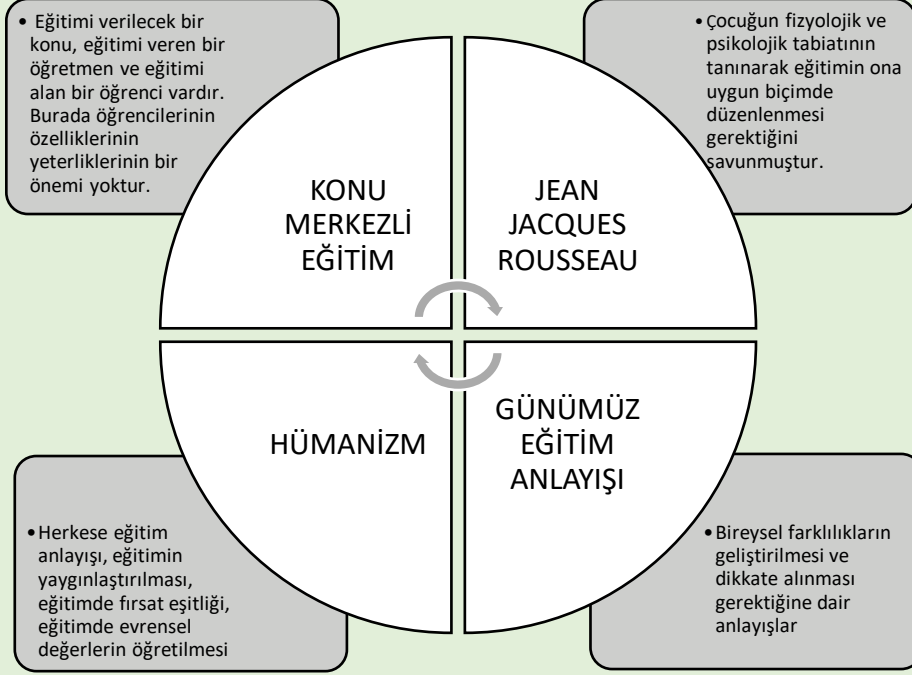 • Eğitimi verilecek bir
konu, eğitimi veren bir
öğretmen ve eğitimi
alan bir öğrenci vardır.
Burada öğrencilerinin
özelliklerinin
yeterliklerinin bir
önemi yoktur.
KONU
MERKEZLİ
EĞİTİM
• Çocuğun fizyolojik ve
psikolojik tabiatının
tanınarak eğitimin ona
uygun biçimde
düzenlenmesi
gerektiğini
savunmuştur.
JEAN
JACQUES
ROUSSEAU
HÜMANİZM
• Herkese eğitim
anlayışı, eğitimin
yaygınlaştırılması,
eğitimde fırsat eşitliği,
eğitimde evrensel
değerlerin öğretilmesi
GÜNÜMÜZ
EĞİTİM
ANLAYIŞI
• Bireysel farklılıkların
geliştirilmesi ve
dikkate alınması
gerektiğine dair
anlayışlar